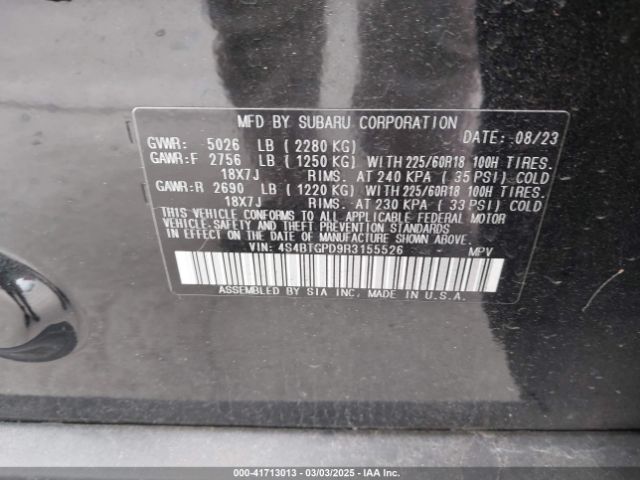 MFD BY SUBARU CORPORATION
DATE: 08/23
GVWR: 5026 LB ( 2280 KG)
GAWR:F 2756 LB ( 1250 KG) WITH 225/60R18 100H TIRES.
18X7J RIMS. AT 240 KPA ( 35 PSI) COLD
GAWR:R 2690 LB ( 1220 KG) WITH 225/60R18 100H TIRES.
18X7J RIMS. AT 230 KPA ( 33 PSI) COLD
THIS VEHICLE CONFORMS TO ALL APPLICABLE FEDERAL MOTOR
VEHICLE SAFETY AND THEFT PREVENTION STANDARDS IN
EFFECT ON THE DATE OF MANUFACTURE SHOWN ABOVE.
VIN: 4S4BTGPD9R3155526 MPV
ASSEMBLED BY SIA INC. MADE IN U.S.A.
000-41713013 - 03/03/2025 - IAA Inc.